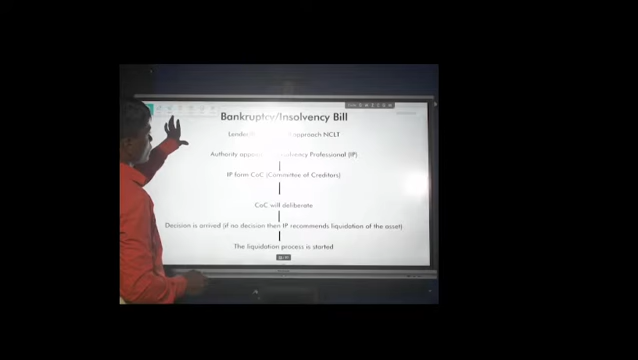 Bankruptcy/Insolvency Bill
approach NCLT
Authority Insolvency Professional (IP)
IP form CoC (Committee of Creditors)
CoC will deliberate
Decision is arrived (if no decision then IP recommends liquidation of the asset)
The liquidation process is started